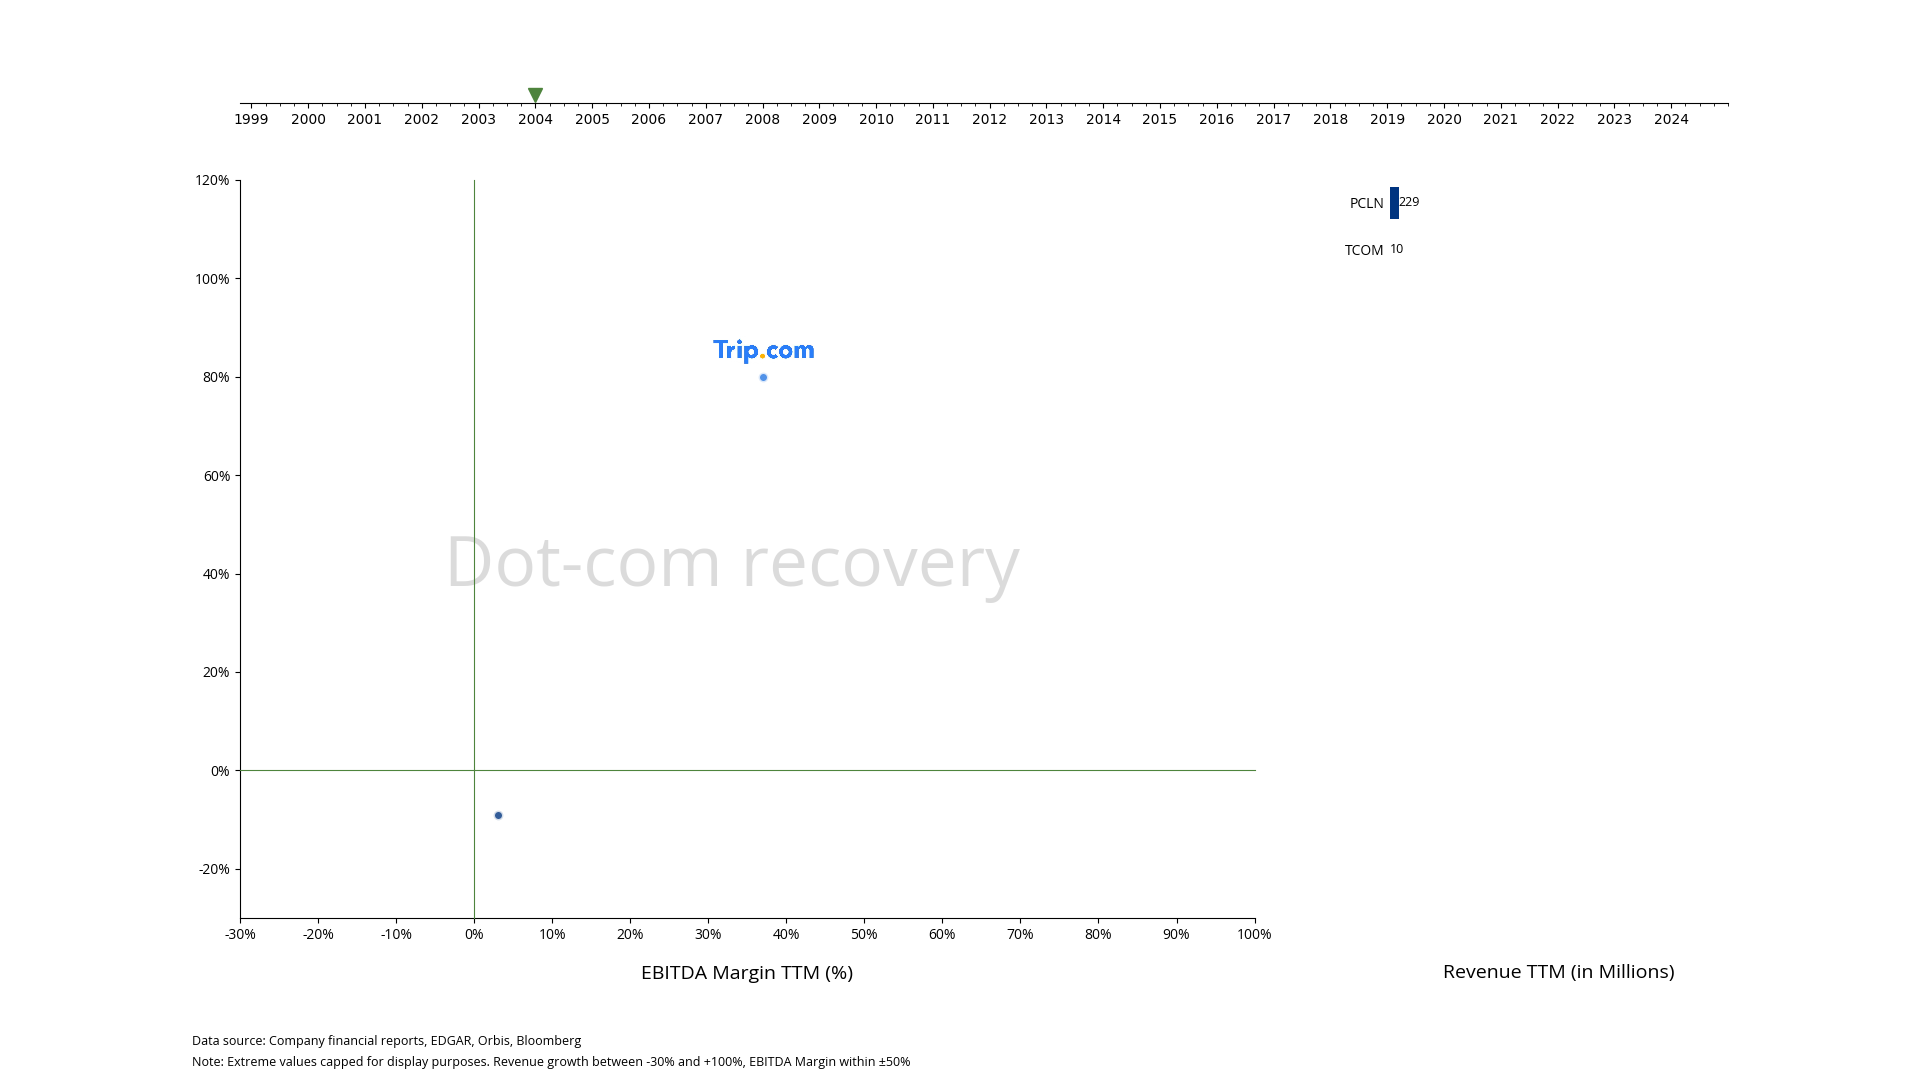 1999 2000 2001 2002 2003 2004 2005 2006 2007 2008 2009 2010 2011 2012 2013 2014 2015 2016 2017 2018 2019 2020 2021 2022 2023 2024
120%
100%
80%
60%
40%
20%
0%
-20%
Trip.com
Dot-com recovery
-30% -20% -10% 0% 10% 20% 30% 40% 50% 60% 70% 80% 90% 100%
EBITDA Margin TTM (%)
PCLN 229
TCOM 10
Revenue TTM (in Millions)
Data source: Company financial reports, EDGAR, Orbis, Bloomberg
Note: Extreme values capped for display purposes. Revenue growth between -30% and +100%, EBITDA Margin within ±50%